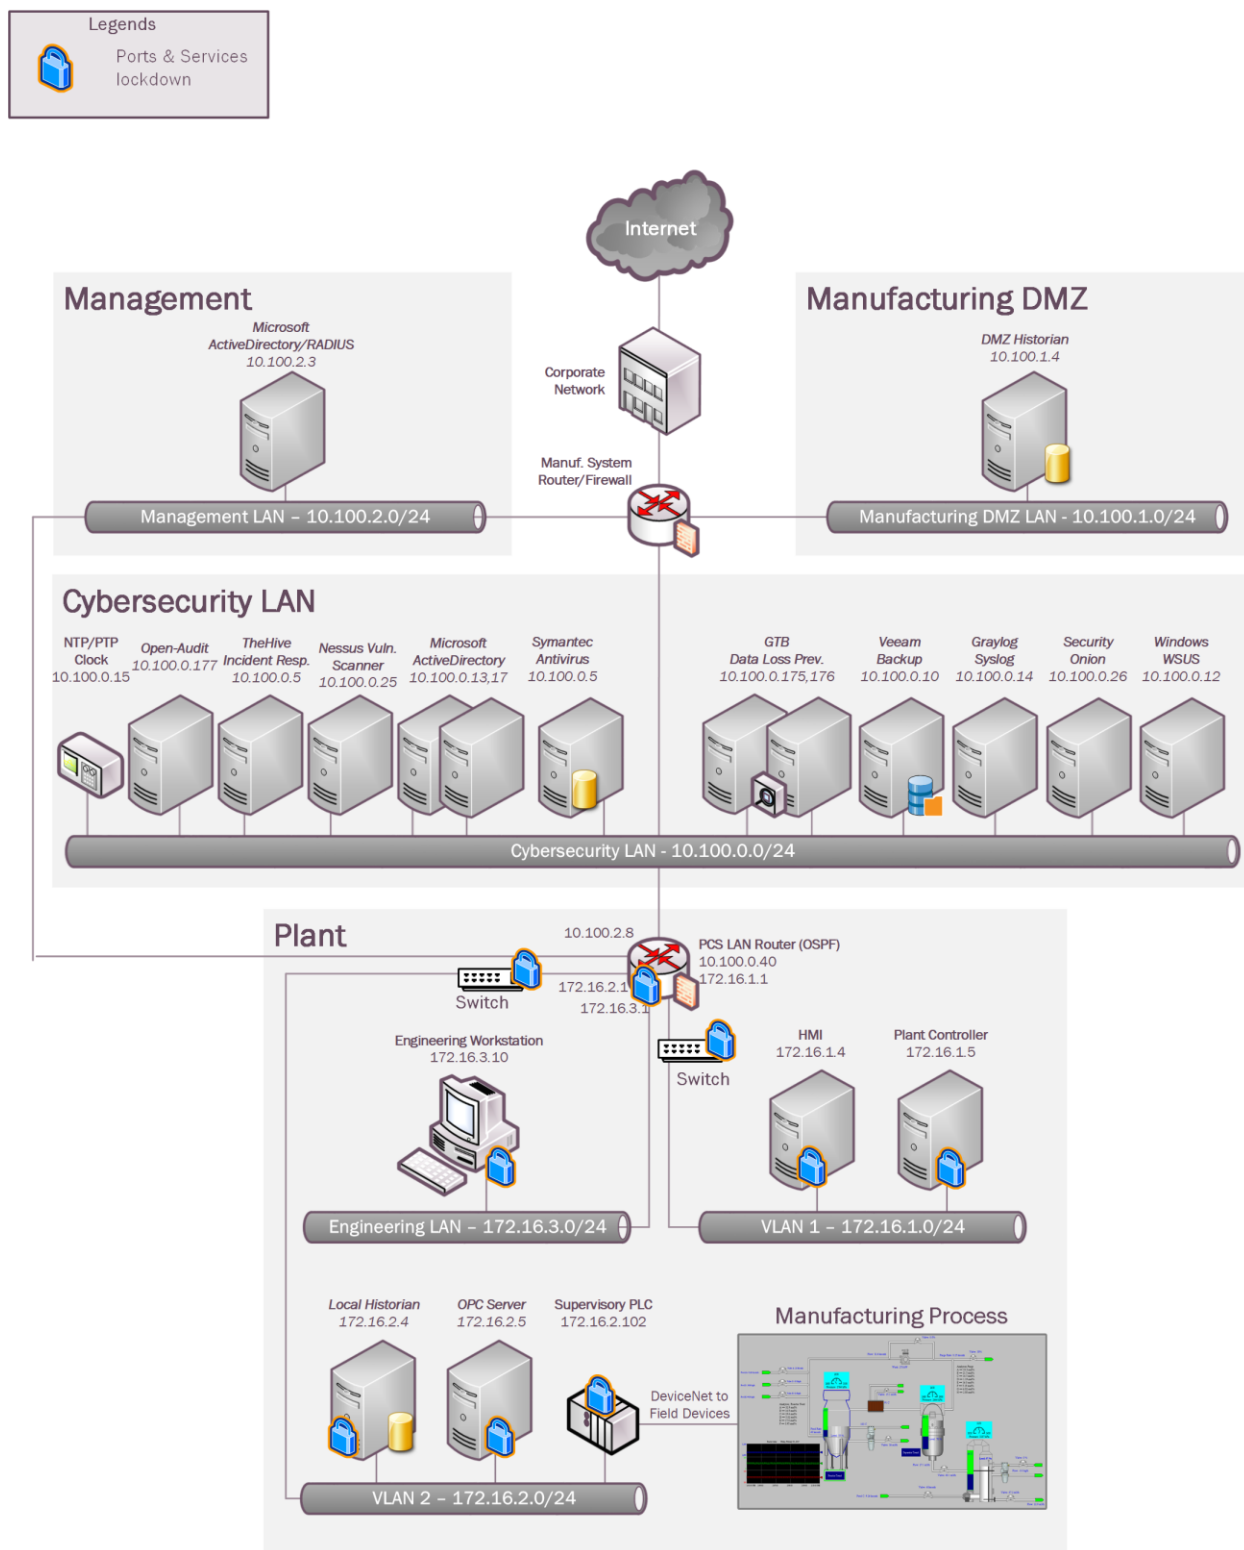 Legends
Ports & Services
lockdown
Internet
Management
Microsoft
ActiveDirectory/RADIUS
10.100.2.3
Management LAN – 10.100.2.0/24
Corporate
Network
Manuf. System
Router/Firewall
Manufacturing DMZ
DMZ Historian
10.100.1.4
Manufacturing DMZ LAN - 10.100.1.0/24
Cybersecurity LAN
NTP/PTP
Clock
10.100.0.15
Open-Audit
10.100.0.177
TheHive
Incident Resp.
10.100.0.5
Nessus Vuln.
Scanner
10.100.0.25
Microsoft
ActiveDirectory
10.100.0.13,17
Symantec
Antivirus
10.100.0.5
GTB
Data Loss Prev.
10.100.0.175,176
Veeam
Backup
10.100.0.10
Graylog
Syslog
10.100.0.14
Security
Onion
10.100.0.26
Windows
WSUS
10.100.0.12
Cybersecurity LAN - 10.100.0.0/24
Plant
10.100.2.8
PCS LAN Router (OSPF)
10.100.0.40
172.16.1.1
172.16.2.1
172.16.3.1
Switch
Switch
Engineering Workstation
172.16.3.10
HMI
172.16.1.4
Plant Controller
172.16.1.5
Engineering LAN – 172.16.3.0/24
VLAN 1 – 172.16.1.0/24
Local Historian
172.16.2.4
OPC Server
172.16.2.5
Supervisory PLC
172.16.2.102
Manufacturing Process
DeviceNet to
Field Devices
VLAN 2 – 172.16.2.0/24